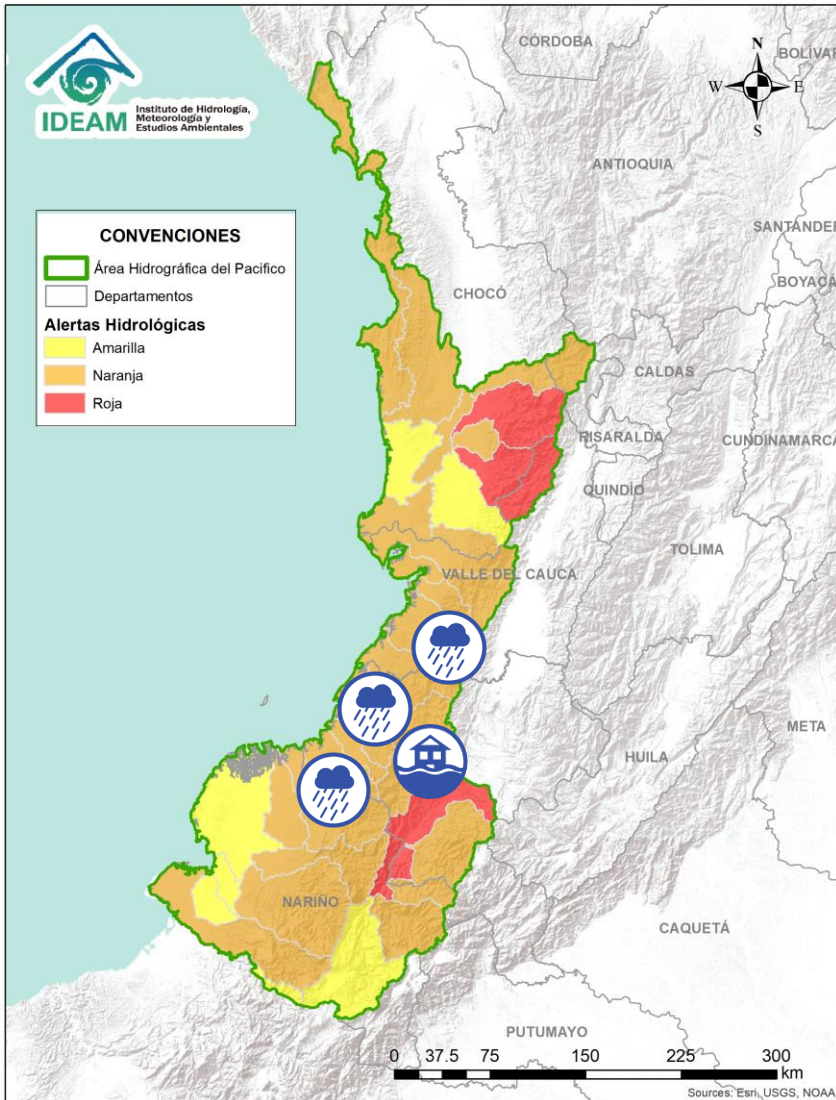 IDEAM
Instituto de Hidrología,
Meteorología y
Estudios Ambientales
CÓRDOBA
BOLÍVAR
N
W
E
S
ANTIOQUIA
SANTANDER
BOYACÁ
CONVENCIONES
Área Hidrográfica del Pacifico
Departamentos
Alertas Hidrológicas
Amarilla
Naranja
Roja
CHOCÓ
CALDAS
RISARALDA
CUNDINAMARCA
QUINDÍO
TOLIMA
VALLE DEL CAUCA
META
HUILA
NARIÑO
CAQUETÁ
PUTUMAYO
0 37.5 75 150 225 300
km
Sources: Esri, USGS, NOAA